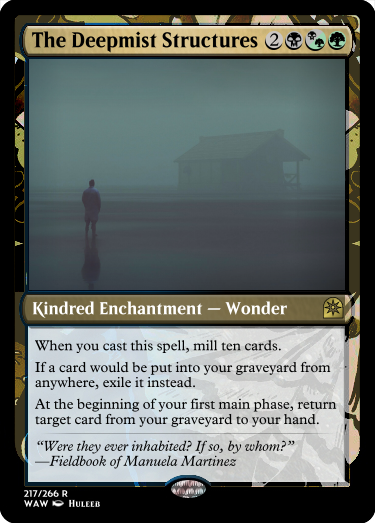 The Deepmist Structures 2
Kindred Enchantment — Wonder
When you cast this spell, mill ten cards.
If a card would be put into your graveyard from
anywhere, exile it instead.
At the beginning of your first main phase, return
target card from your graveyard to your hand.
“Were they ever inhabited? If so, by whom?”
—Fieldbook of Manuela Martinez
217/266 R
WAW Huleeb